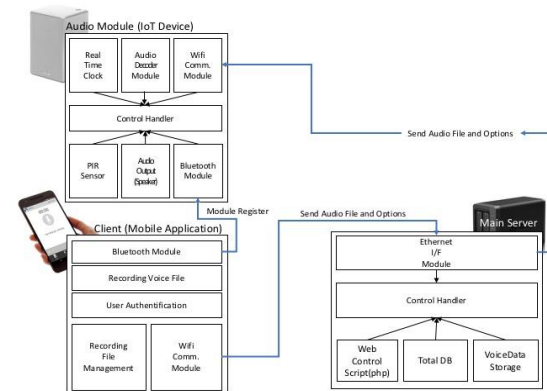 Audio Module (IoT Device)
Real
Time
Clock
Audio
Decoder
Module
Wifi
Comm.
Module
Control Handler
PIR
Sensor
Audio
Output
(Speaker)
Bluetooth
Module
Send Audio File and Options
Module Register
Send Audio File and Options
Client (Mobile Application)
Bluetooth Module
Recording Voice File
User Authentification
Recording
File
Management
Wifi
Comm.
Module
Main Server
Ethernet
I/F
Module
Control Handler
Web
Control
Script(php)
Total DB
VoiceData
Storage